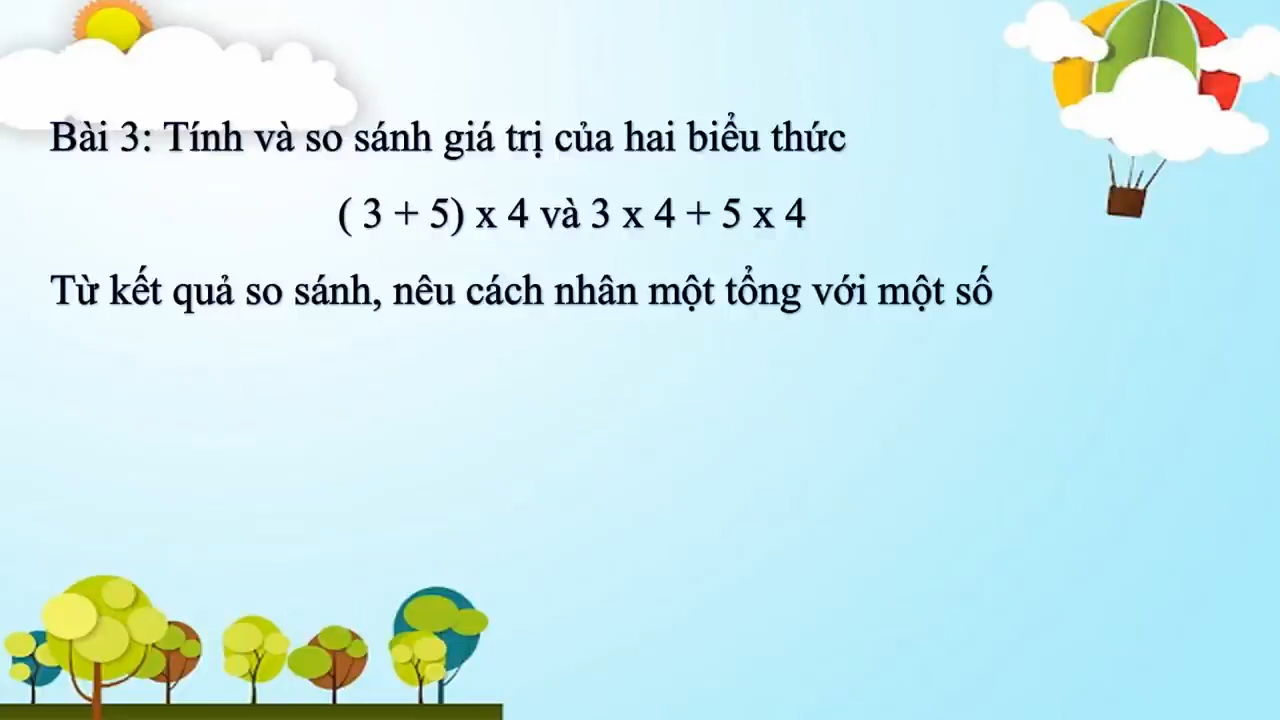 Bài 3: Tính và so sánh giá trị của hai biểu thức
( 3 + 5) x 4 và 3 x 4 + 5 x 4
Từ kết quả so sánh, nêu cách nhân một tổng với một số